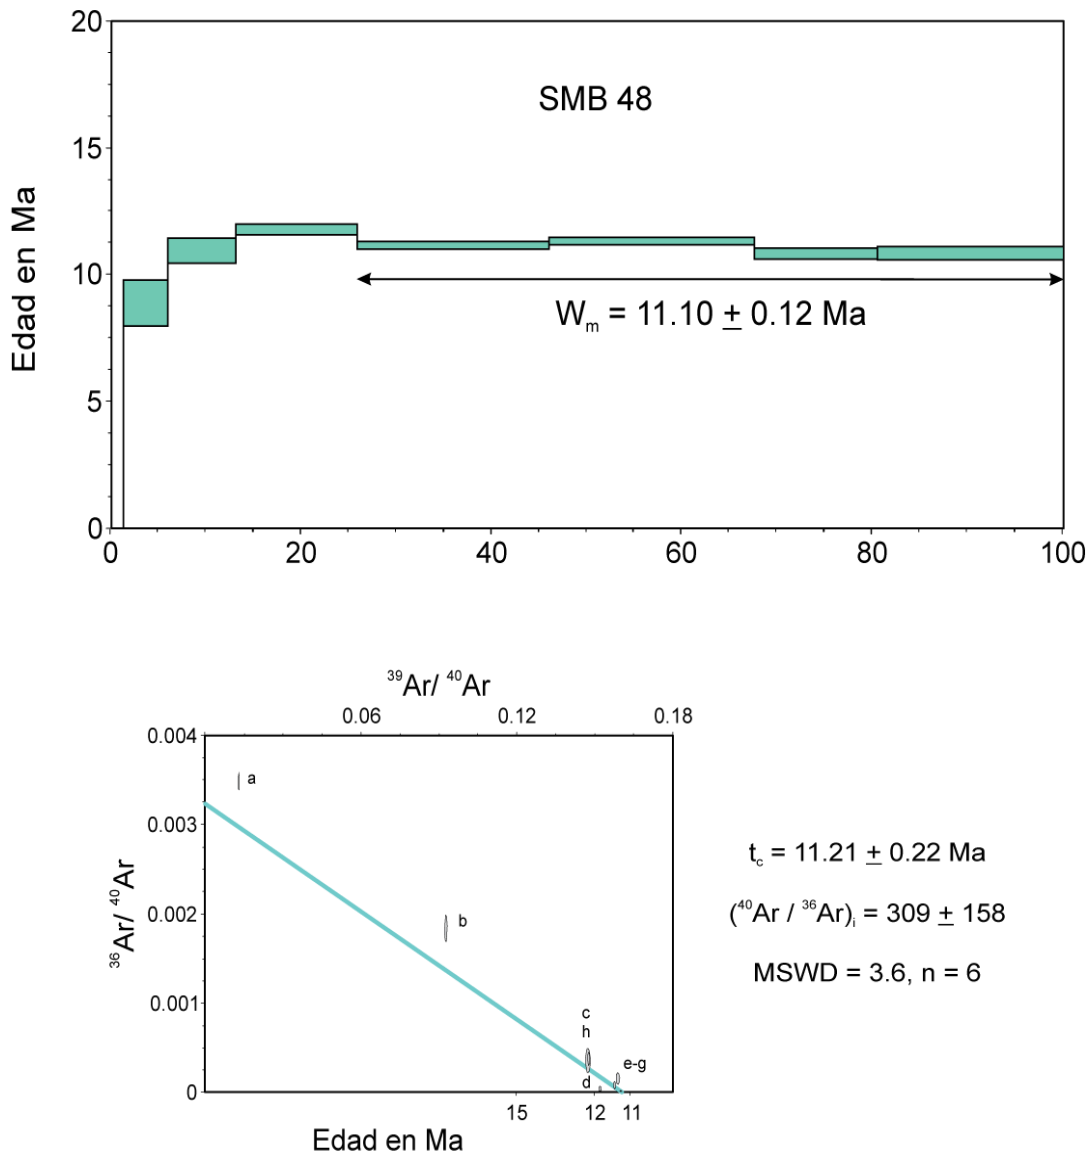 20
SMB 48
15
10
5
0
Edad en Ma
Wₘ = 11.10 ± 0.12 Ma
0 20 40 60 80 100
³⁹Ar/ ⁴⁰Ar
0.06 0.12 0.18
0.004
0.003
0.002
0.001
0
³⁶Ar/ ⁴⁰Ar
a
b
c
h
d
e-g
15 12 11
Edad en Ma
t꜀ = 11.21 ± 0.22 Ma
(⁴⁰Ar / ³⁶Ar)ᵢ = 309 ± 158
MSWD = 3.6, n = 6